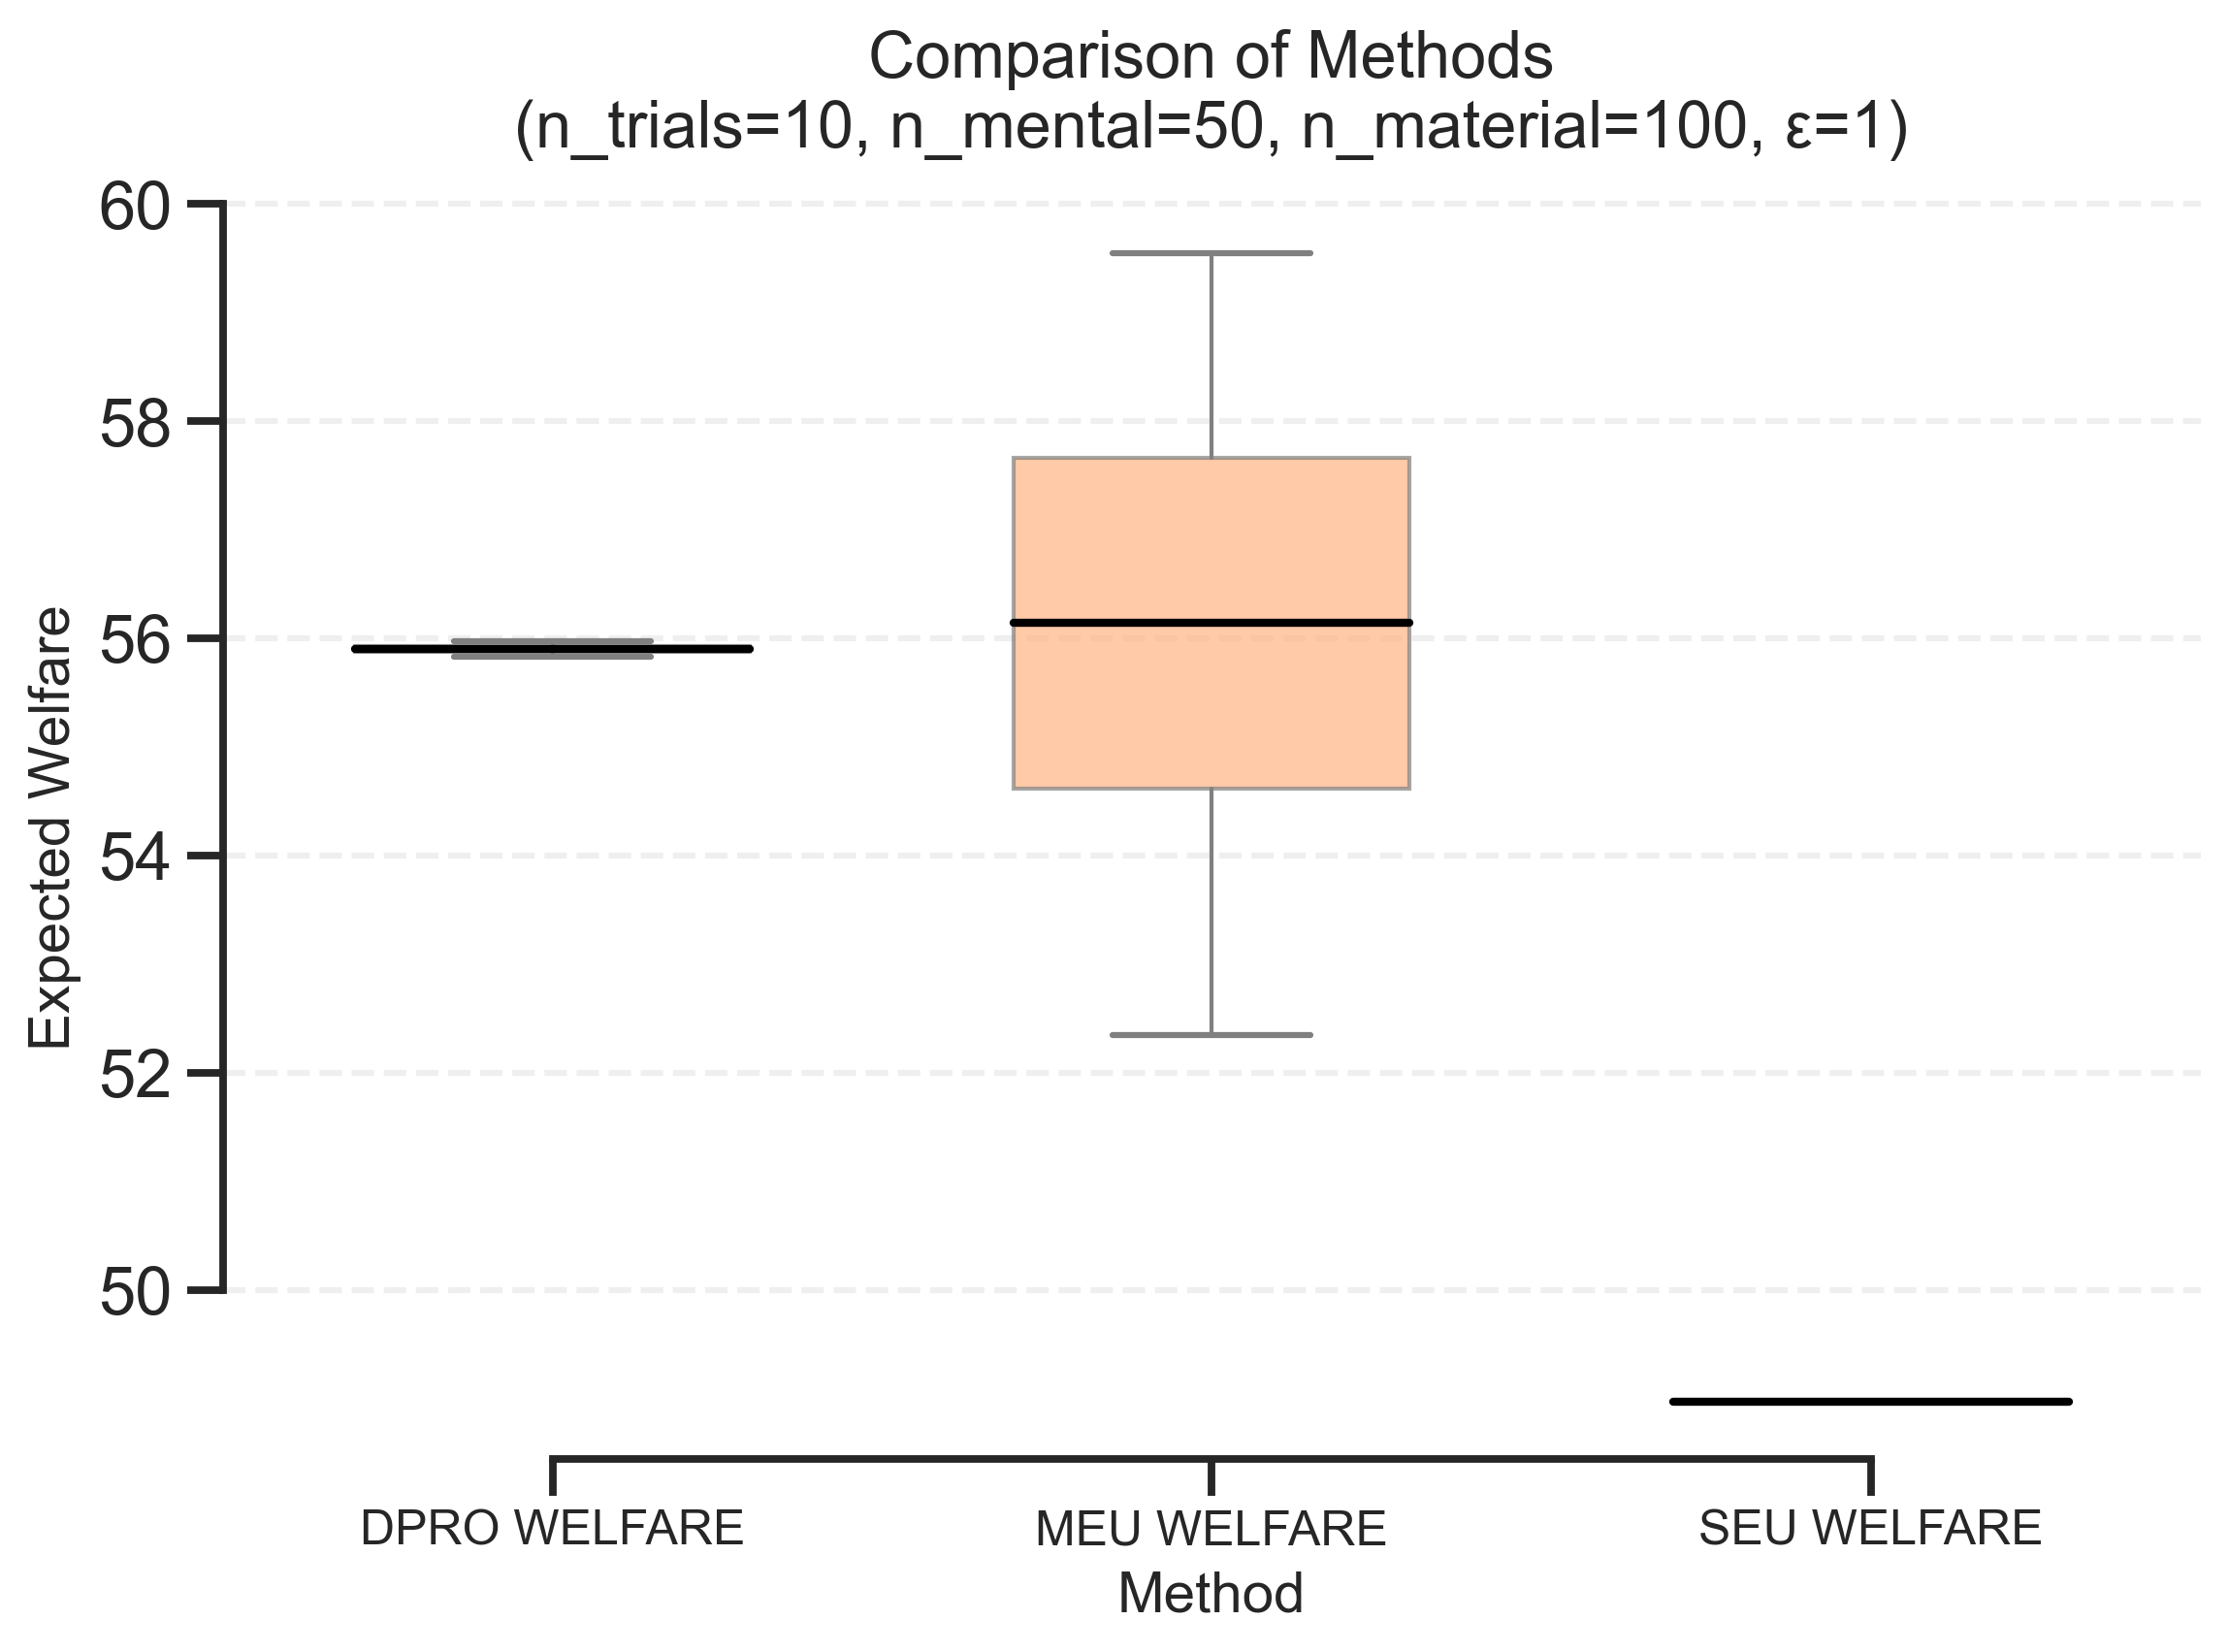 Comparison of Methods
(n_trials=10, n_mental=50, n_material=100, ε=1)
60
58
56
54
52
50
Expected Welfare
DPRO WELFARE
MEU WELFARE
SEU WELFARE
Method